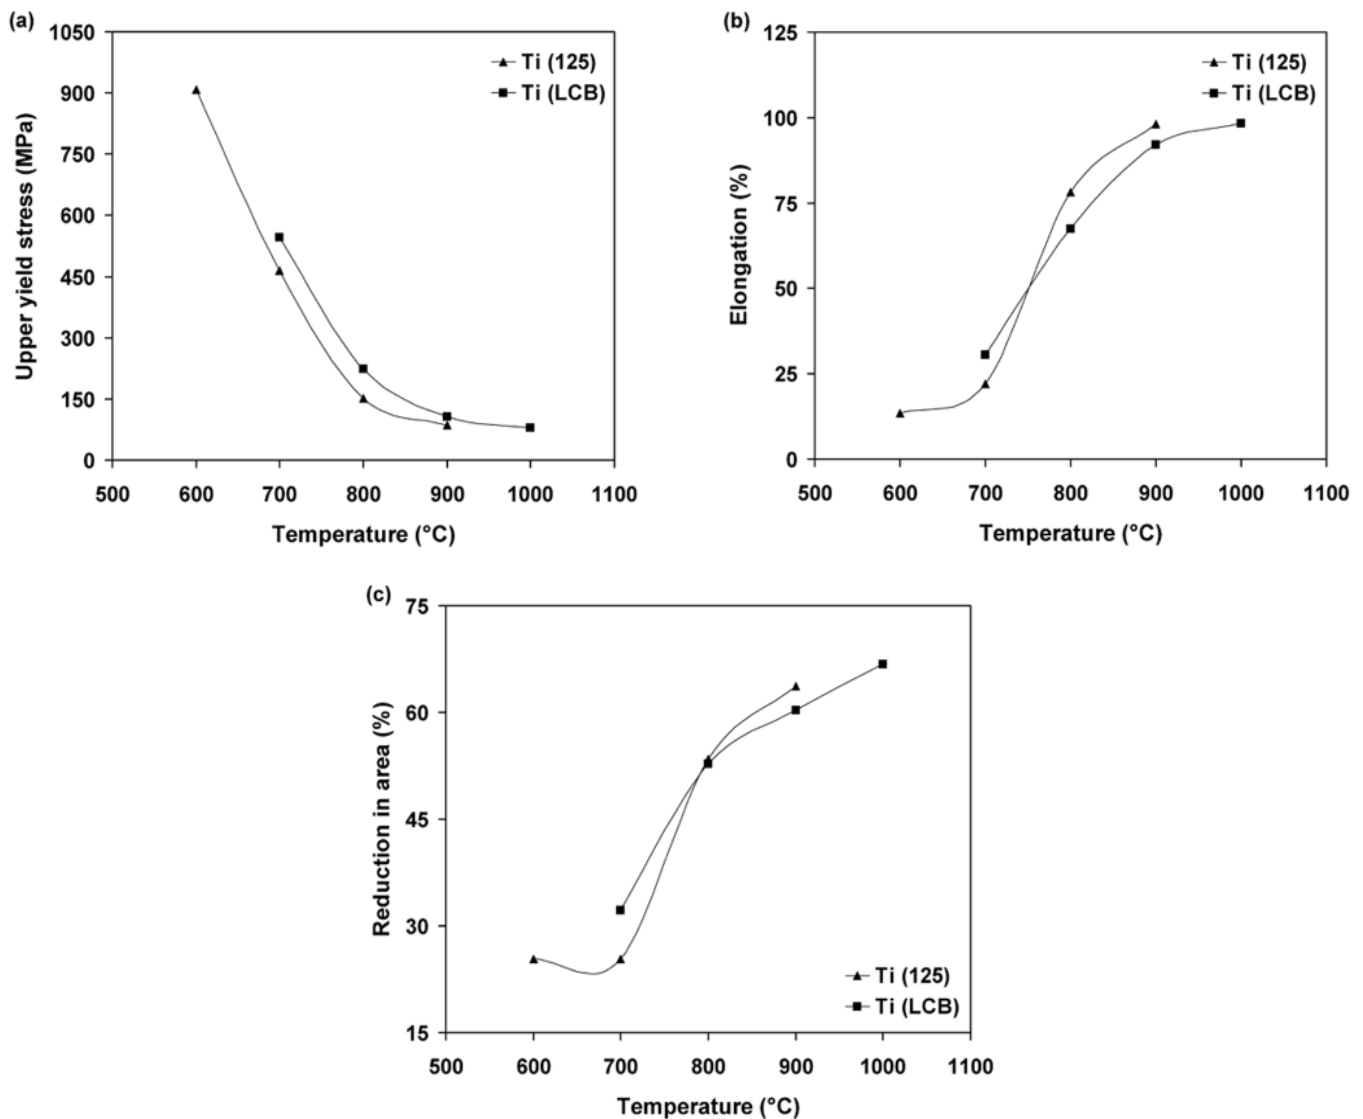 (a)
1050
900
750
600
450
300
150
0
Upper yield stress (MPa)
Ti (125)
Ti (LCB)
500 600 700 800 900 1000 1100
Temperature (°C)
(b)
125
100
75
50
25
0
Elongation (%)
Ti (125)
Ti (LCB)
500 600 700 800 900 1000 1100
Temperature (°C)
(c)
75
60
45
30
15
Reduction in area (%)
Ti (125)
Ti (LCB)
500 600 700 800 900 1000 1100
Temperature (°C)